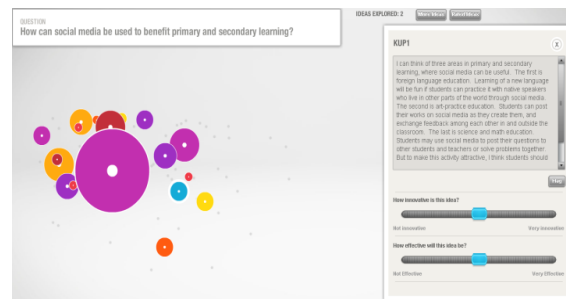 QUESTION
How can social media be used to benefit primary and secondary learning?
IDEAS EXPLORED: 2
More Ideas
KUP1
X
I can think of three areas in primary and secondary
learning, where social media can be useful. The first is
foreign language education. Learning of a new language
will be fun if students can practice it with native speakers
who live in other parts of the world through social media.
The second is art-practice education. Students can post
their works on social media as they create them, and
exchange feedback among each other in and outside the
classroom. The last is science and math education.
Students may use social media to post their questions to
other students and teachers or solve problems together.
But to make this activity attractive, I think students should
Flag
How innovative is this idea?
Not Innovative
Very Innovative
How effective will this idea be?
Not Effective
Very Effective